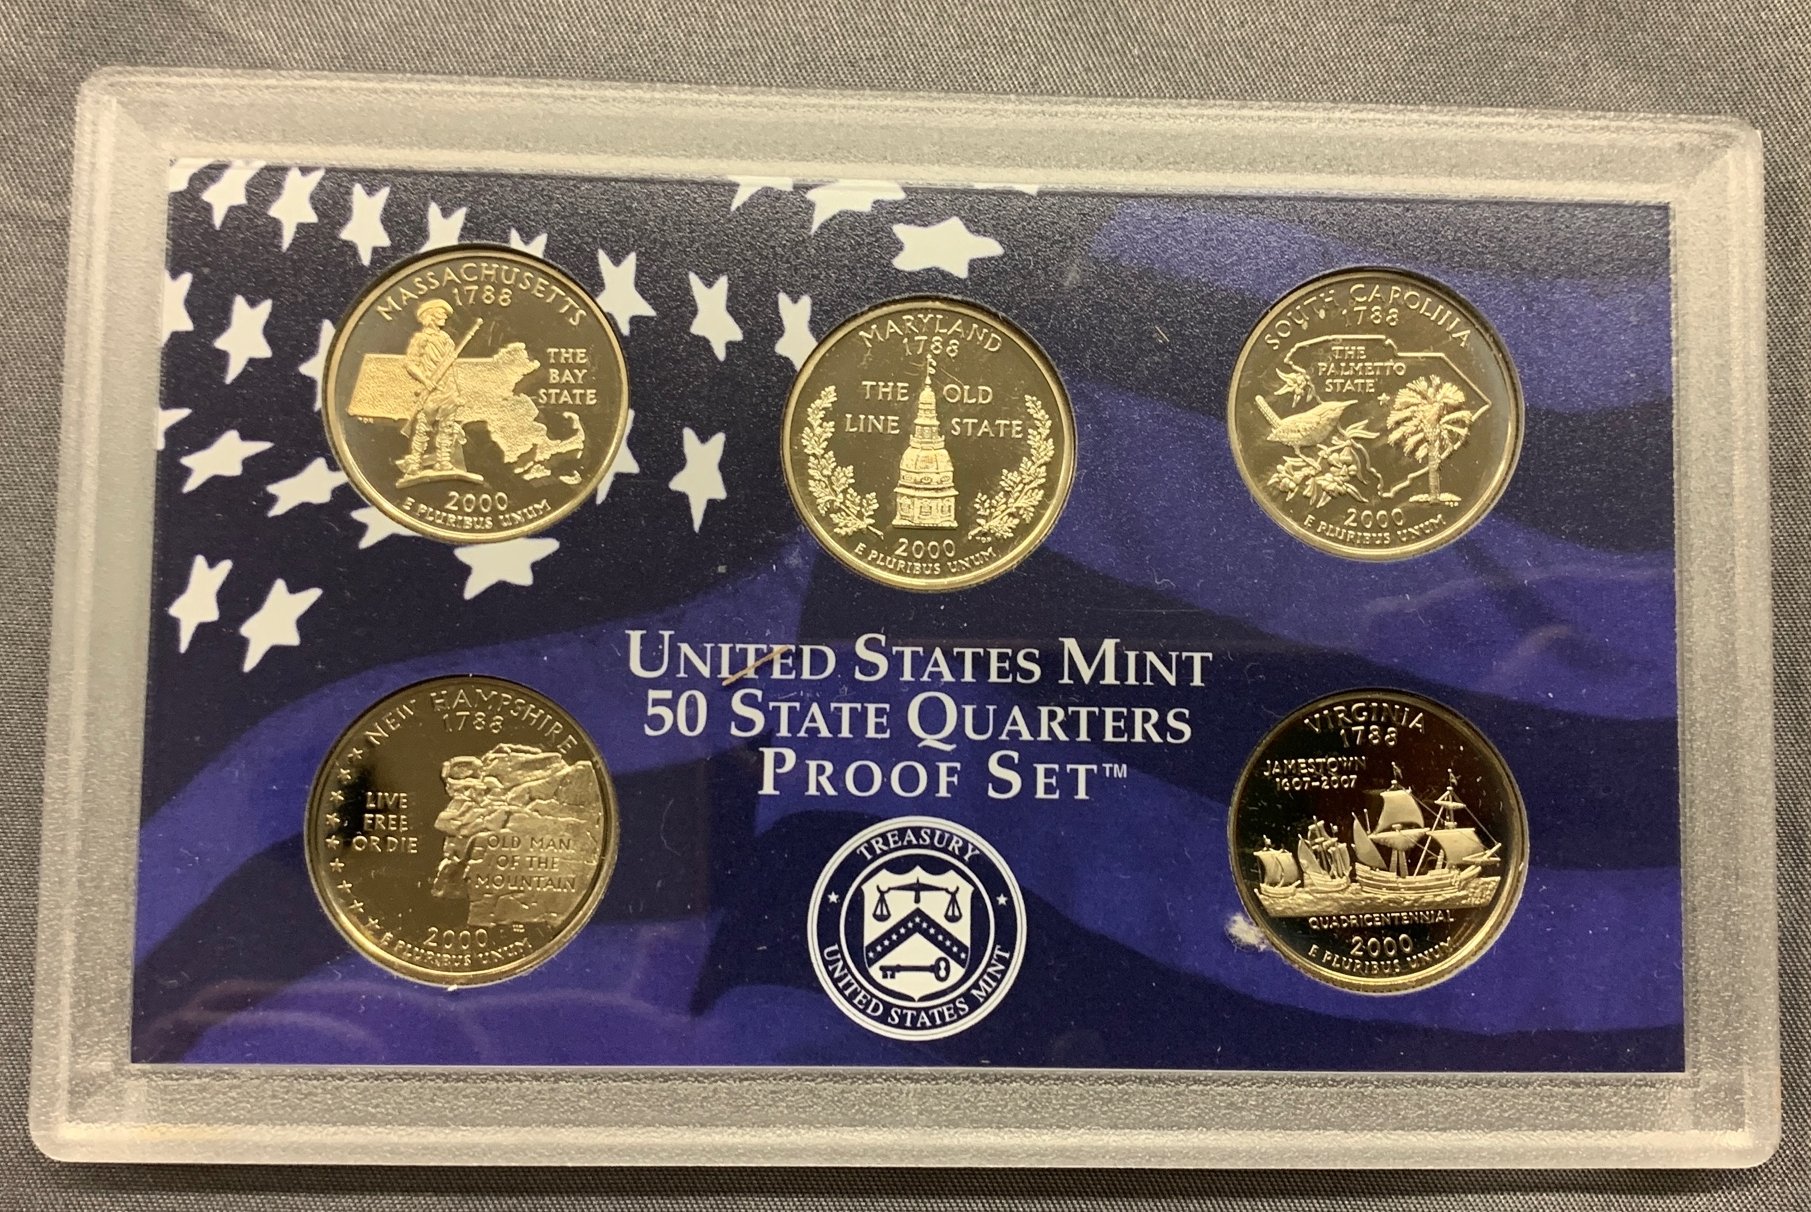 MASSACHUSETTS
1788
THE
BAY
STATE
2000
E PLURIBUS UNUM
MARYLAND
1788
THE OLD
LINE STATE
2000
E PLURIBUS UNUM
SOUTH CAROLINA
1788
THE
PALMETTO
STATE
2000
E PLURIBUS UNUM
UNITED STATES MINT
50 STATE QUARTERS
PROOF SET™
NEW HAMPSHIRE
1788
LIVE
FREE
OR DIE
OLD MAN
OF THE
MOUNTAIN
2000
E PLURIBUS UNUM
TREASURY
UNITED STATES MINT
VIRGINIA
1788
JAMESTOWN
1607-2007
QUADRICENTENNIAL
2000
E PLURIBUS UNUM